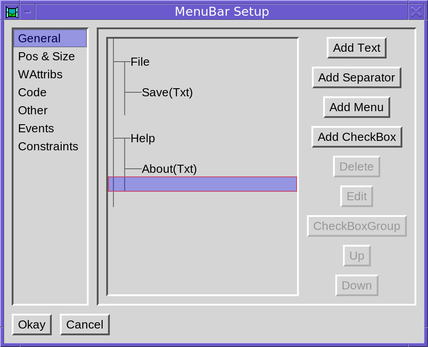 MenuBar Setup
General
Pos & Size
WAttribs
Code
Other
Events
Constraints
File
Save(Txt)
Help
About(Txt)
Add Text
Add Separator
Add Menu
Add CheckBox
Delete
Edit
CheckBoxGroup
Up
Down
Okay
Cancel